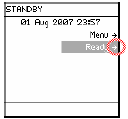 STANDBY
01 Aug 2007 23:57
Menu →
Read →